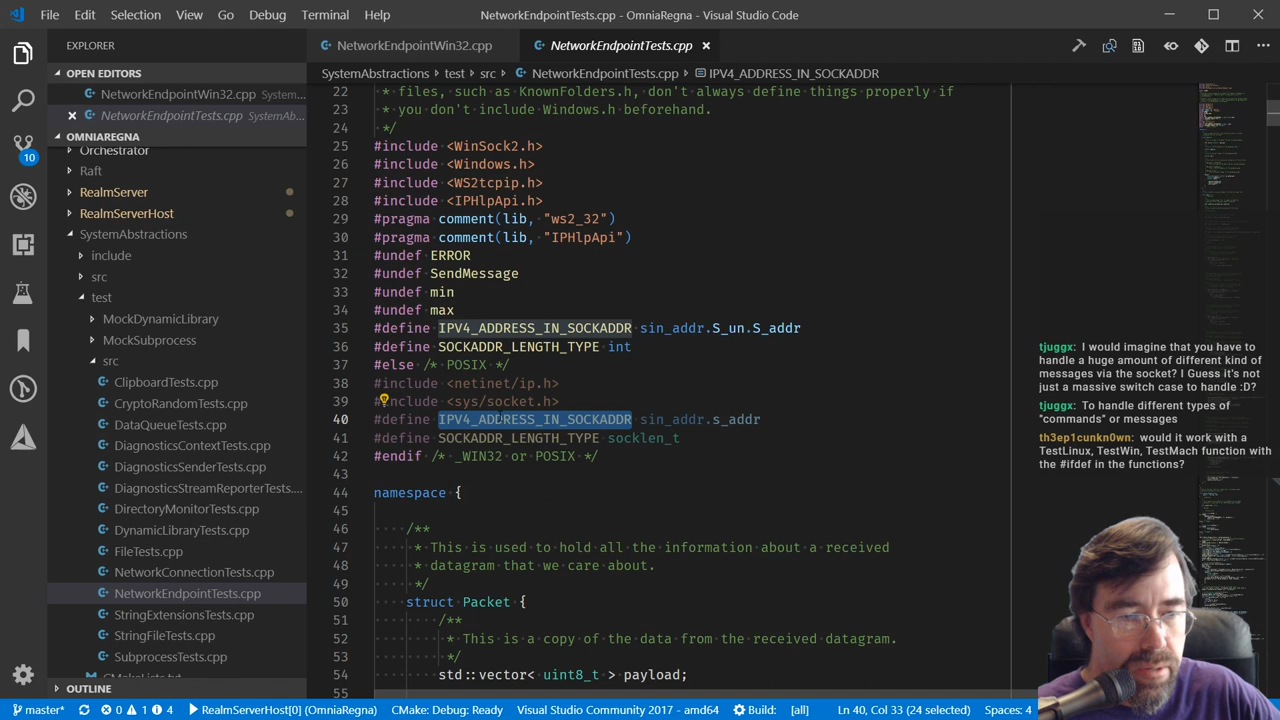 File Edit Selection View Go Debug Terminal Help
NetworkEndpointTests.cpp - OmniaRegna - Visual Studio Code
EXPLORER
NetworkEndpointWin32.cpp
NetworkEndpointTests.cpp
OPEN EDITORS
NetworkEndpointWin32.cpp System...
NetworkEndpointTests.cpp SystemAb...
OMNIAREGNA
Orchestrator
Raft
RealmServer
RealmServerHost
SystemAbstractions
include
src
test
MockDynamicLibrary
MockSubprocess
src
ClipboardTests.cpp
CryptoRandomTests.cpp
DataQueueTests.cpp
DiagnosticsContextTests.cpp
DiagnosticsSenderTests.cpp
DiagnosticsStreamReporterTests....
DirectoryMonitorTests.cpp
DynamicLibraryTests.cpp
FileTests.cpp
NetworkConnectionTests.cpp
NetworkEndpointTests.cpp
StringExtensionsTests.cpp
StringFileTests.cpp
SubprocessTests.cpp
CMakeLists.txt
OUTLINE
10
SystemAbstractions > test > src > NetworkEndpointTests.cpp > IPV4_ADDRESS_IN_SOCKADDR
22 * files, such as KnownFolders.h, don't always define things properly if
23 * you don't include Windows.h beforehand.
24 */
25 #include <WinSock2.h>
26 #include <Windows.h>
27 #include <WS2tcpip.h>
28 #include <IPHlpApi.h>
29 #pragma comment(lib, "ws2_32")
30 #pragma comment(lib, "IPHlpApi")
31 #undef ERROR
32 #undef SendMessage
33 #undef min
34 #undef max
35 #define IPV4_ADDRESS_IN_SOCKADDR sin_addr.S_un.S_addr
36 #define SOCKADDR_LENGTH_TYPE int
37 #else /* POSIX */
38 #include <netinet/ip.h>
39 #include <sys/socket.h>
40 #define IPV4_ADDRESS_IN_SOCKADDR sin_addr.s_addr
41 #define SOCKADDR_LENGTH_TYPE socklen_t
42 #endif /* _WIN32 or POSIX */
43
44 namespace {
45
46 /**
47 * This is used to hold all the information about a received
48 * datagram that we care about.
49 */
50 struct Packet {
51 /**
52 * This is a copy of the data from the received datagram.
53 */
54 std::vector< uint8_t > payload;
55
tjuggx: I would imagine that you have to
handle a huge amount of different kind of
messages via the socket? I Guess it's not
just a massive switch case to handle :D?
tjuggx: To handle different types of
"commands" or messages
th3ep1cunkn0wn: would it work with a
TestLinux, TestWin, TestMach function with
the #ifdef in the functions?
master* 0 1 4 RealmServerHost[0] (OmniaRegna) CMake: Debug: Ready Visual Studio Community 2017 - amd64 Build: [all] Ln 40, Col 33 (24 selected) Spaces: 4